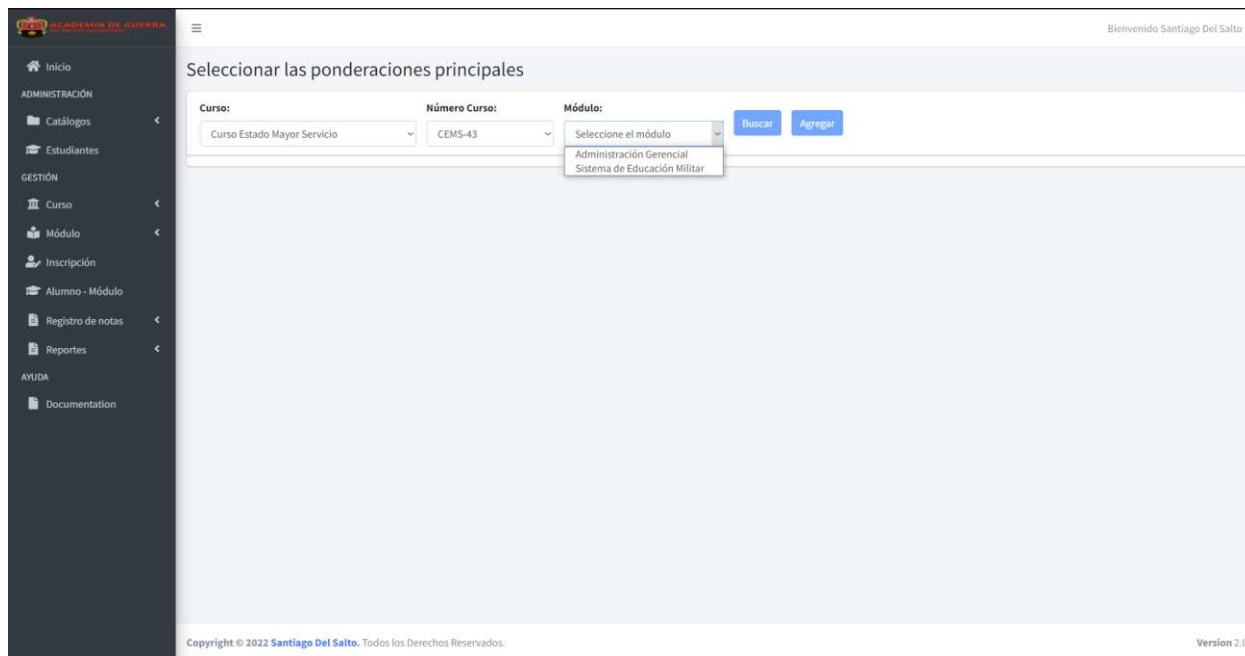 ACADEMIA DE GUERRA
Bienvenido Santiago Del Salto
Inicio
ADMINISTRACIÓN
Catálogos
Estudiantes
GESTIÓN
Curso
Módulo
Inscripción
Alumno - Módulo
Registro de notas
Reportes
AYUDA
Documentation
Seleccionar las ponderaciones principales
Curso: Número Curso: Módulo:
Curso Estado Mayor Servicio CEMS-43 Seleccione el módulo Buscar Agregar
Administración Gerencial
Sistema de Educación Militar
Copyright © 2022 Santiago Del Salto. Todos los Derechos Reservados. Version 2.0